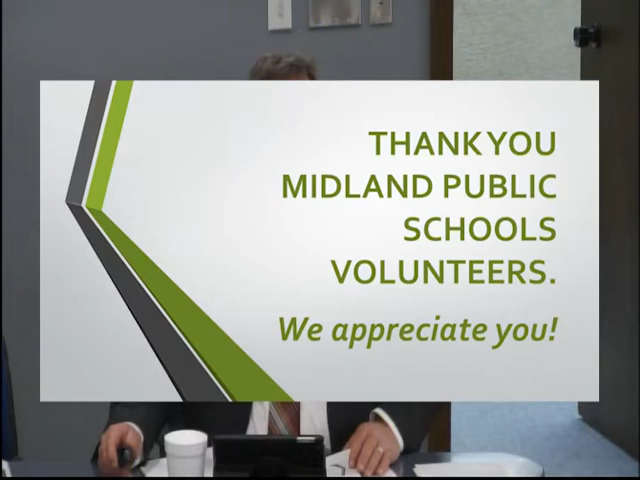 THANK YOU
MIDLAND PUBLIC
SCHOOLS
VOLUNTEERS.
We appreciate you!